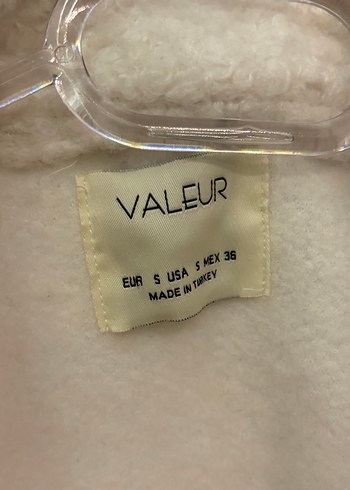 VALEUR
EUR S USA S MEX 36
MADE IN TURKEY